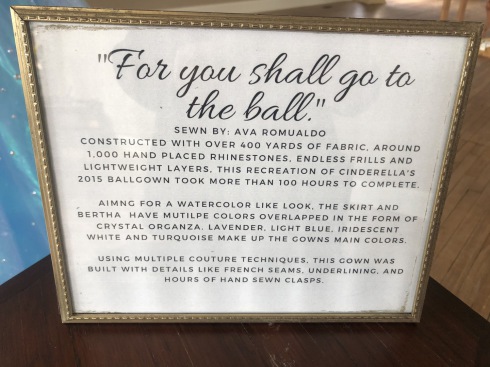 "For you shall go to
the ball."
SEWN BY: AVA ROMUALDO
CONSTRUCTED WITH OVER 400 YARDS OF FABRIC, AROUND
1,000 HAND PLACED RHINESTONES, ENDLESS FRILLS AND
LIGHTWEIGHT LAYERS, THIS RECREATION OF CINDERELLA'S
2015 BALLGOWN TOOK MORE THAN 100 HOURS TO COMPLETE.
AIMNG FOR A WATERCOLOR LIKE LOOK, THE SKIRT AND
BERTHA HAVE MUTILPE COLORS OVERLAPPED IN THE FORM OF
CRYSTAL ORGANZA. LAVENDER, LIGHT BLUE, IRIDESCENT
WHITE AND TURQUOISE MAKE UP THE GOWNS MAIN COLORS.
USING MULTIPLE COUTURE TECHNIQUES, THIS GOWN WAS
BUILT WITH DETAILS LIKE FRENCH SEAMS, UNDERLINING, AND
HOURS OF HAND SEWN CLASPS.